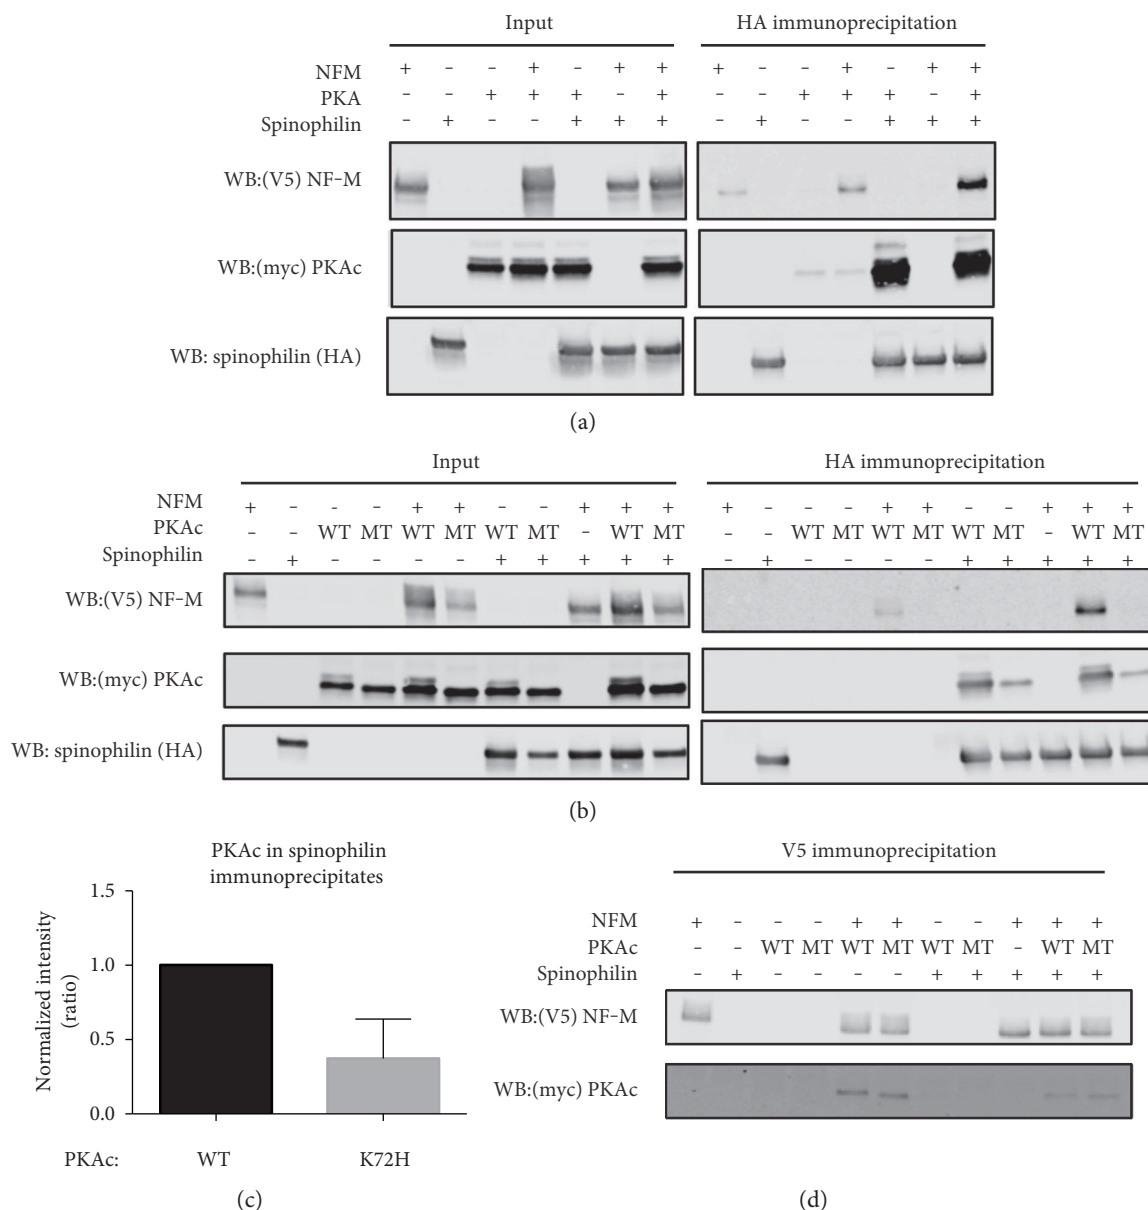 Input HA immunoprecipitation
NFM + – – + – + + + – – + – + +
PKA – – + + + – + – – + + + – +
Spinophilin – + – – + + + – + – – + + +
WB:(V5) NF–M
WB:(myc) PKAc
WB: spinophilin (HA)
(a)
Input HA immunoprecipitation
NFM + – – – + + – – + + + + – – – + + – – + + +
PKAc – – WT MT WT MT WT MT – WT MT – – WT MT WT MT WT MT – WT MT
Spinophilin – + – – – – + + + + + – + – – – – + + + + +
WB:(V5) NF–M
WB:(myc) PKAc
WB: spinophilin (HA)
(b)
PKAc in spinophilin
immunoprecipitates
Normalized intensity
(ratio)
1.5
1.0
0.5
0.0
PKAc: WT K72H
(c)
V5 immunoprecipitation
NFM + – – – + + – – + + +
PKAc – – WT MT WT MT WT MT – WT MT
Spinophilin – + – – – – + + + + +
WB:(V5) NF–M
WB:(myc) PKAc
(d)